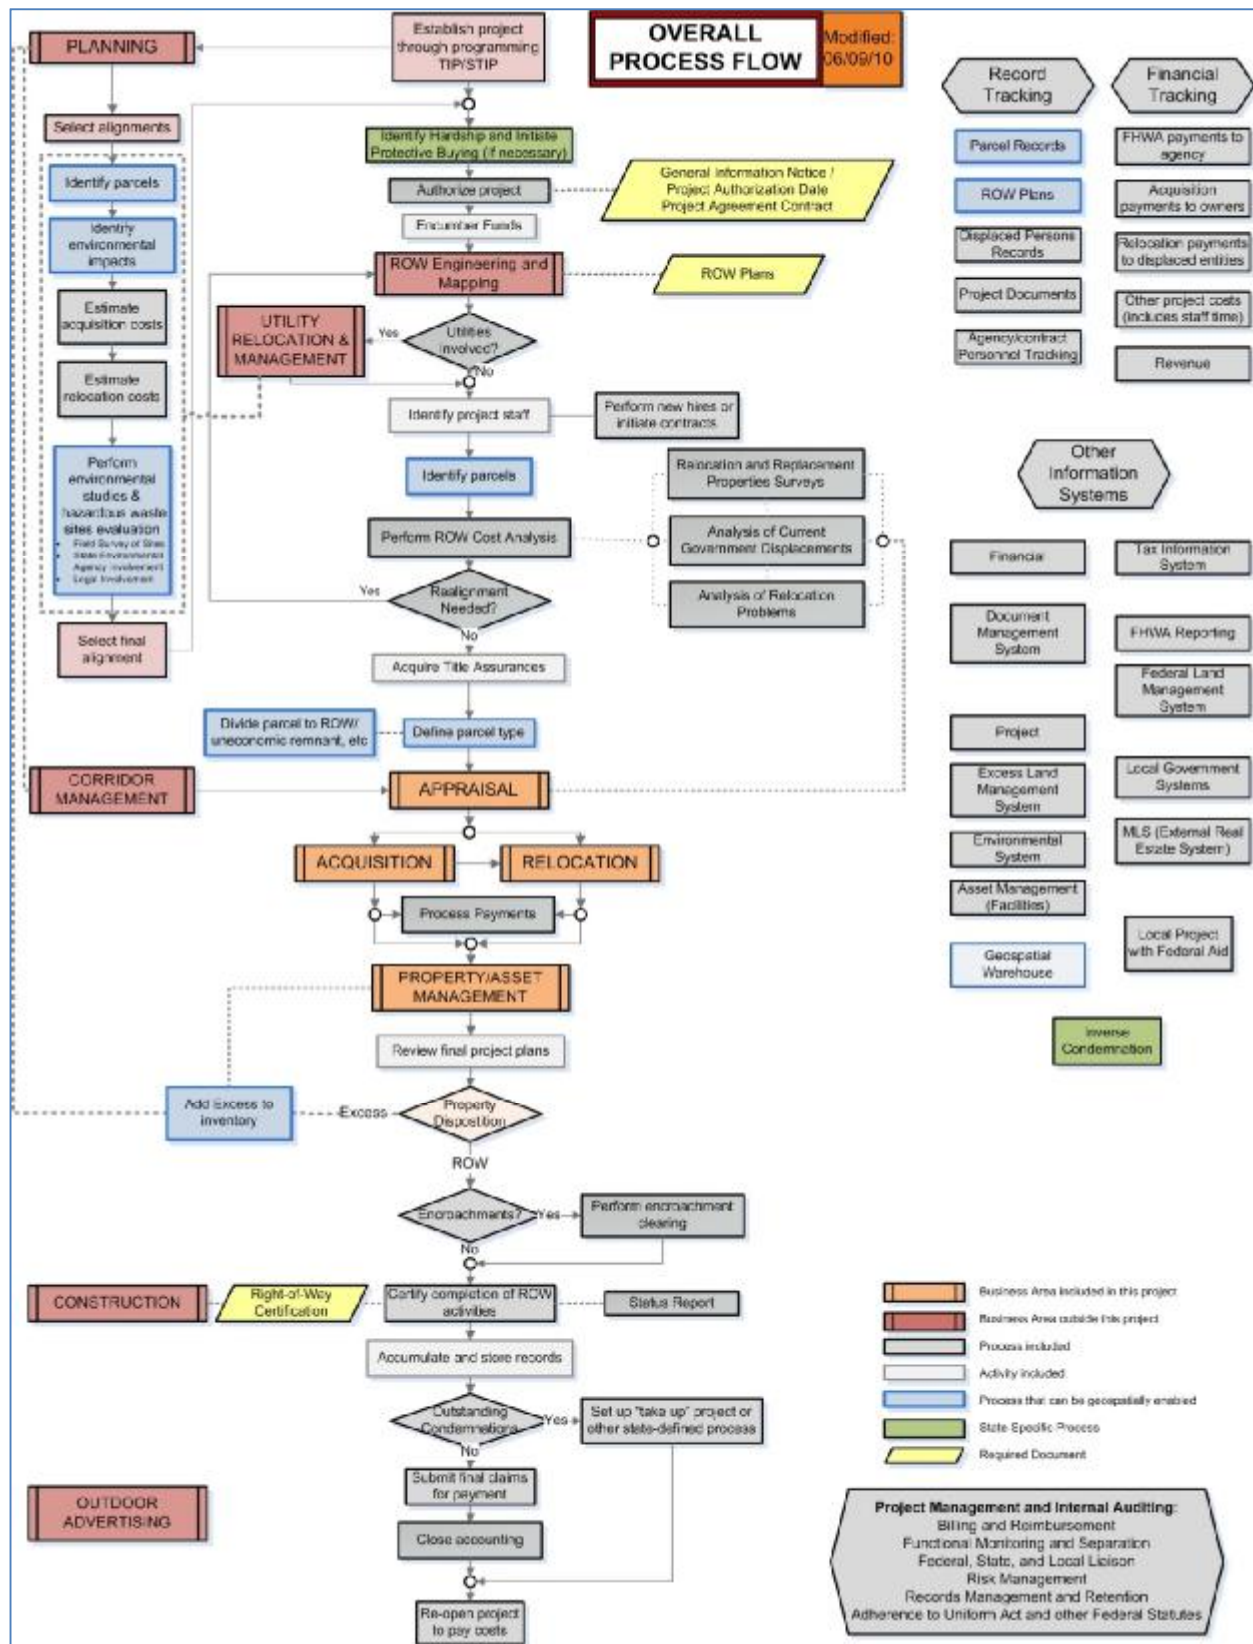 OVERALL
PROCESS FLOW
Modified:
06/09/10
PLANNING
Establish project
through programming
TIP/STIP
Select alignments
Identify parcels
Identify
environmental
impacts
Estimate
acquisition costs
Estimate
relocation costs
Perform
environmental
studies &
hazardous waste
sites evaluation
• Field Survey of Sites
• State Environmental
Agency Involvement
• Legal Involvement
Select final
alignment
Identify Hardship and Initiate
Protective Buying (if necessary)
Authorize project
General Information Notice /
Project Authorization Date
Project Agreement Contract
Encumber Funds
ROW Engineering and
Mapping
ROW Plans
UTILITY
RELOCATION &
MANAGEMENT
Yes
Utilities
Involved?
No
Identify project staff
Perform new hires or
initiate contracts
Identify parcels
Perform ROW Cost Analysis
Relocation and Replacement
Properties Surveys
Analysis of Current
Government Displacements
Analysis of Relocation
Problems
Yes
Realignment
Needed?
No
Acquire Title Assurances
Divide parcel to ROW/
uneconomic remnant, etc
Define parcel type
CORRIDOR
MANAGEMENT
APPRAISAL
ACQUISITION
RELOCATION
Process Payments
PROPERTY/ASSET
MANAGEMENT
Review final project plans
Add Excess to
inventory
Excess
Property
Disposition
ROW
Encroachments?
Yes
Perform encroachment
clearing
No
CONSTRUCTION
Right-of-Way
Certification
Certify completion of ROW
activities
Status Report
Accumulate and store records
Outstanding
Condemnations
Yes
Set up "take up" project or
other state-defined process
No
Submit final claims
for payment
OUTDOOR
ADVERTISING
Close accounting
Re-open project
to pay costs
Record
Tracking
Parcel Records
ROW Plans
Displaced Persons
Records
Project Documents
Agency/contract
Personnel Tracking
Financial
Tracking
FHWA payments to
agency
Acquisition
payments to owners
Relocation payments
to displaced entities
Other project costs
(includes staff time)
Revenue
Other
Information
Systems
Financial
Document
Management
System
Project
Excess Land
Management
System
Environmental
System
Asset Management
(Facilities)
Geospatial
Warehouse
Tax Information
System
FHWA Reporting
Federal Land
Management
System
Local Government
Systems
MLS (External Real
Estate System)
Local Project
with Federal Aid
Inverse
Condemnation
Business Area included in this project
Business Area outside this project
Process included
Activity included
Process that can be geospatially enabled
State-Specific Process
Required Document
Project Management and Internal Auditing:
Billing and Reimbursement
Functional Monitoring and Separation
Federal, State, and Local Liaison
Risk Management
Records Management and Retention
Adherence to Uniform Act and other Federal Statutes